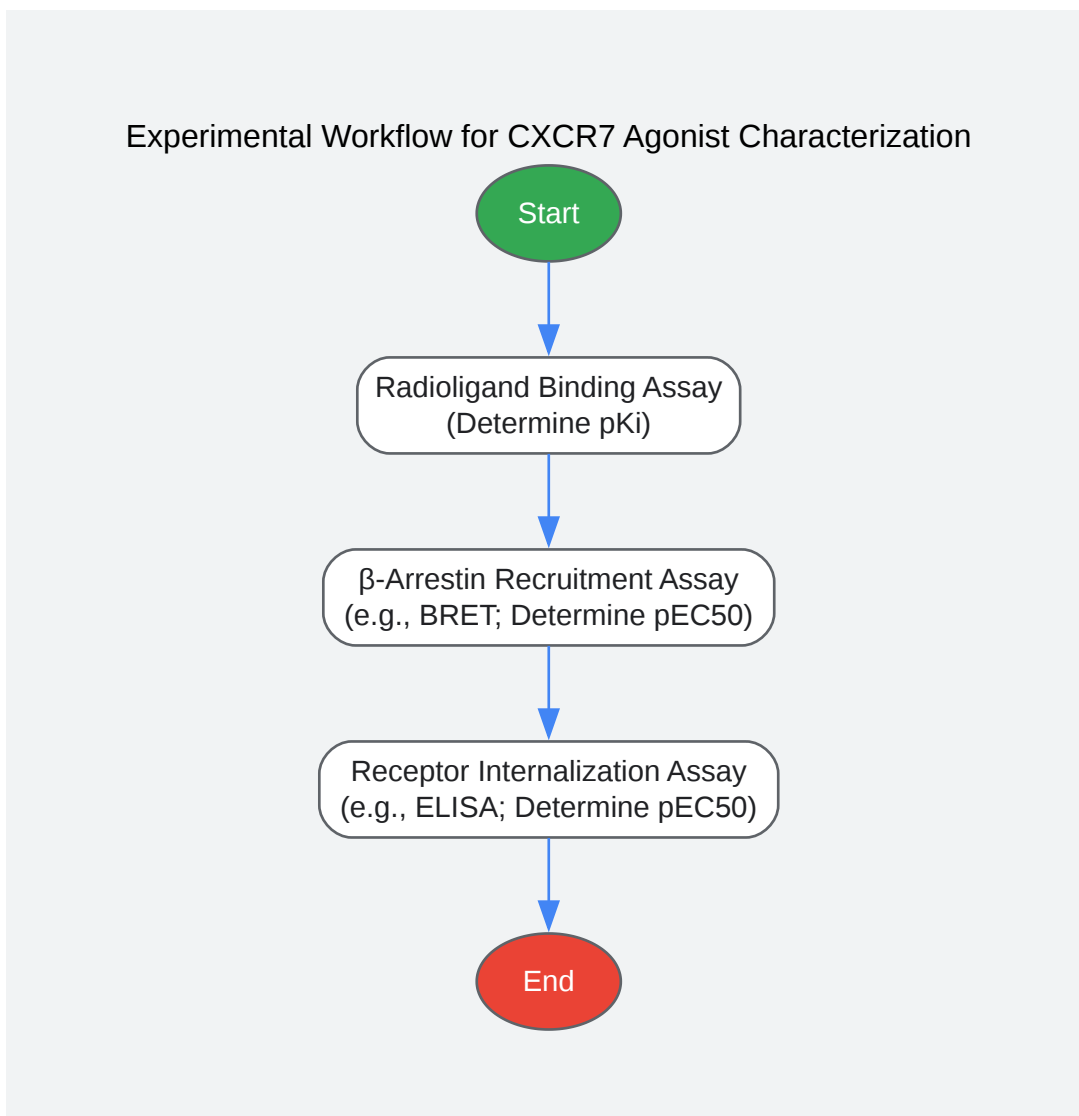 Experimental Workflow for CXCR7 Agonist Characterization
Start
Radioligand Binding Assay
(Determine pKi)
β-Arrestin Recruitment Assay
(e.g., BRET; Determine pEC50)
Receptor Internalization Assay
(e.g., ELISA; Determine pEC50)
End